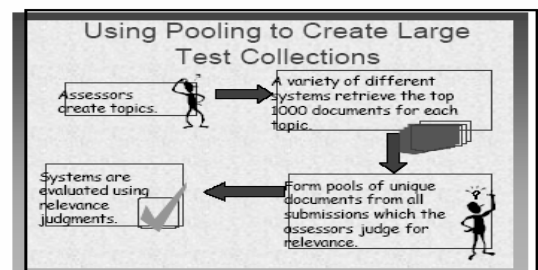 Using Pooling to Create Large
Test Collections
Assessors
create topics.
A variety of different
systems retrieve the top
1000 documents for each
topic.
Form pools of unique
documents from all
submissions which the
assessors judge for
relevance.
Systems are
evaluated using
relevance
judgments.